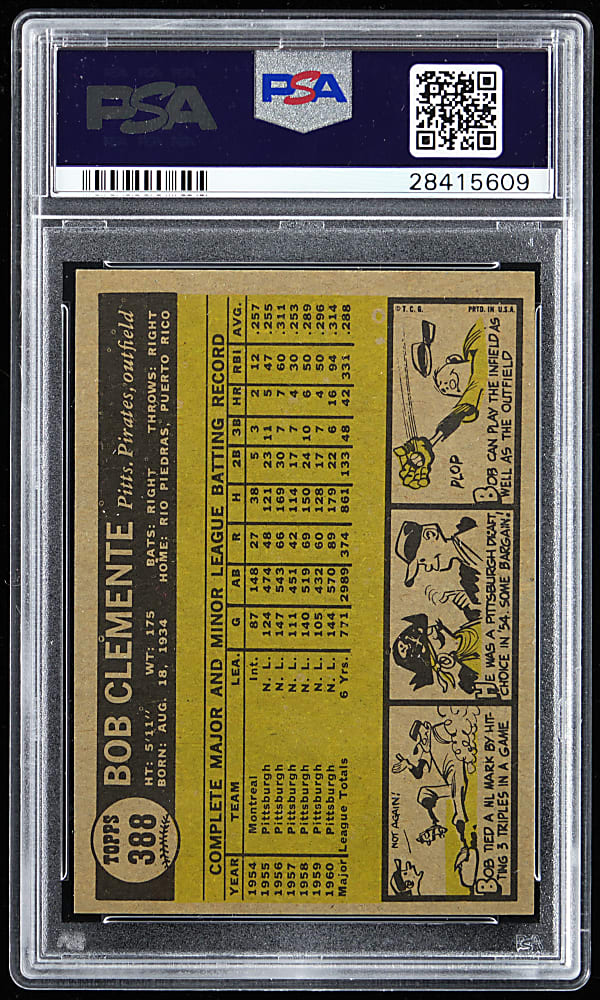 PSA
PSA
28415609
TOPPS
388
BOB CLEMENTE Pitts. Pirates, outfield
HT: 5'11" WT: 175 BATS: RIGHT THROWS: RIGHT
BORN: AUG. 18, 1934 HOME: RIO PIEDRAS, PUERTO RICO
COMPLETE MAJOR AND MINOR LEAGUE BATTING RECORD
YEAR TEAM LEA. G AB R H 2B 3B HR RBI AVG.
1954 Montreal Int. 87 148 27 38 5 3 2 12 .257
1955 Pittsburgh N. L. 124 474 48 121 23 11 5 47 .255
1956 Pittsburgh N. L. 147 543 66 169 30 7 7 60 .311
1957 Pittsburgh N. L. 111 451 42 114 17 7 4 30 .253
1958 Pittsburgh N. L. 140 519 69 150 24 10 6 50 .289
1959 Pittsburgh N. L. 105 432 60 128 17 7 4 50 .296
1960 Pittsburgh N. L. 144 570 89 179 22 6 16 94 .314
Major League Totals 6 Yrs. 771 2989 374 861 133 48 42 331 .288
NOT AGAIN!
BOB TIED A NL MARK BY HIT-
TING 3 TRIPLES IN A GAME
HE WAS A PITTSBURGH DRAFT
CHOICE IN '54. SOME BARGAIN!
© T. C. G. PRTD. IN U.S.A.
PLOP
BOB CAN PLAY THE INFIELD AS
WELL AS THE OUTFIELD
PSA